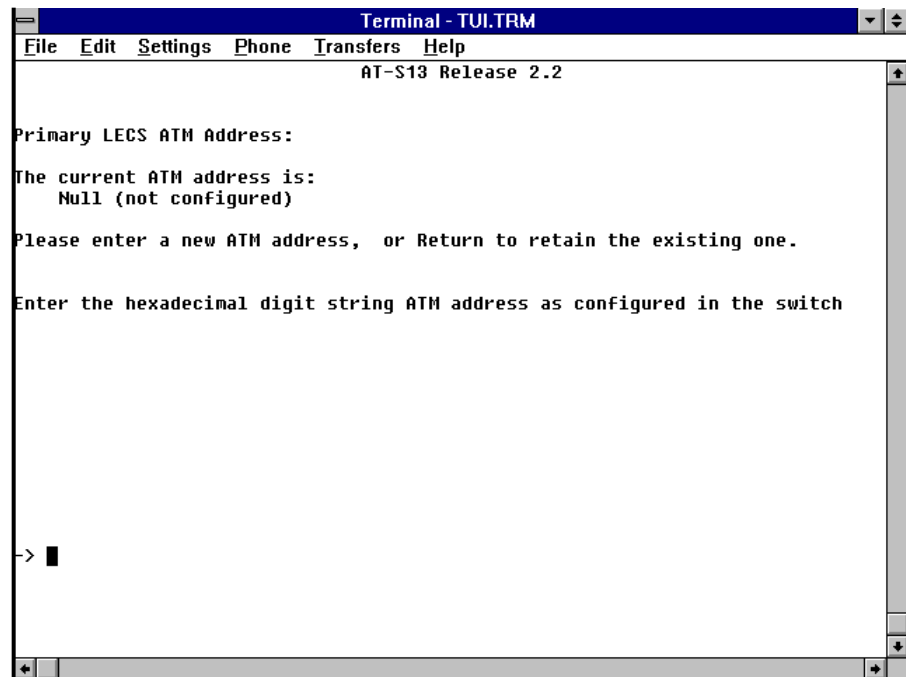 Terminal - TUI.TRM
File Edit Settings Phone Transfers Help
AT-S13 Release 2.2
Primary LECS ATM Address:
The current ATM address is:
Null (not configured)
Please enter a new ATM address,  or Return to retain the existing one.
Enter the hexadecimal digit string ATM address as configured in the switch
->